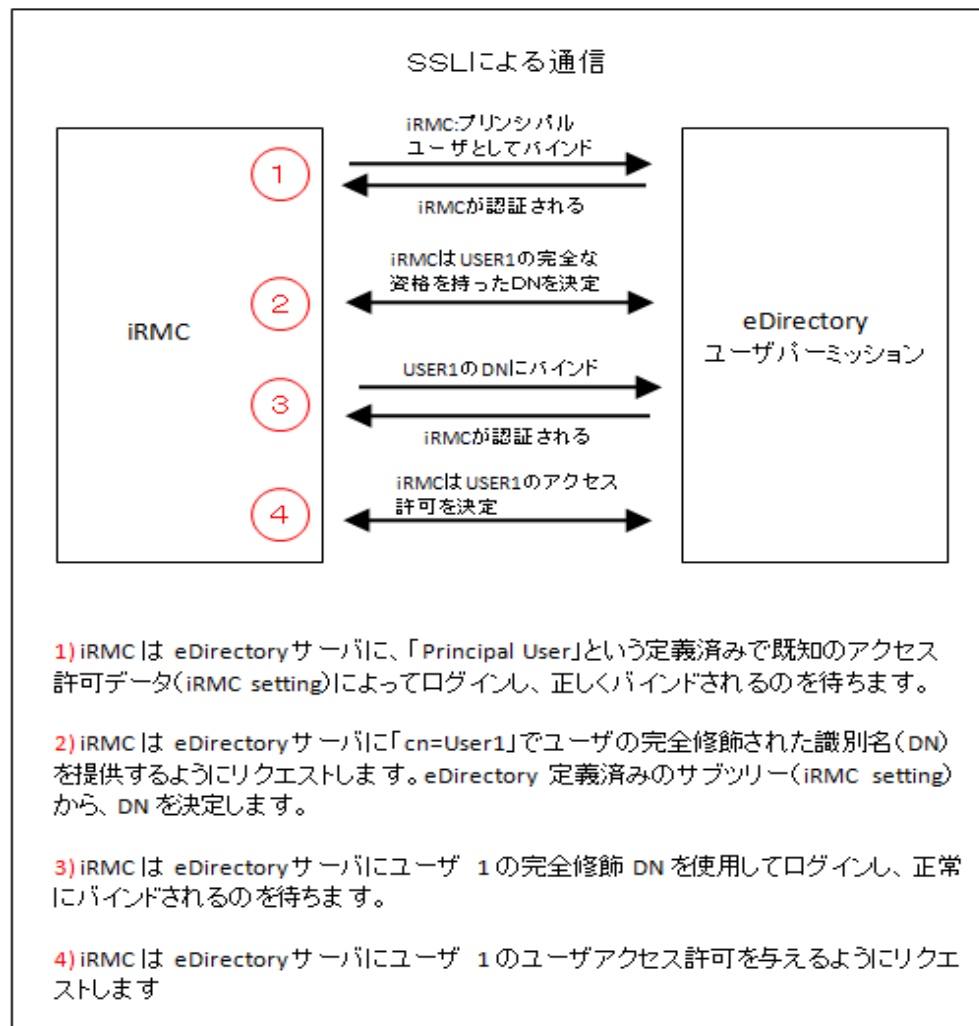 SSLによる通信
iRMC:プリンシパル
ユーザとしてバインド
①
iRMCが認証される
iRMCはUSER1の完全な
資格を持ったDNを決定
②
iRMC
eDirectory
ユーザパーミッション
USER1のDNにバインド
③
iRMCが認証される
iRMCはUSER1のアクセス
許可を決定
④
1) iRMCは eDirectoryサーバに、「Principal User」という定義済みで既知のアクセス
許可データ(iRMC setting)によってログインし、正しくバインドされるのを待ちます。
2) iRMCは eDirectoryサーバに「cn=User1」でユーザの完全修飾された識別名(DN)
を提供するようにリクエストします。eDirectory 定義済みのサブツリー(iRMC setting)
から、DN を決定します。
3) iRMCは eDirectoryサーバにユーザ 1の完全修飾 DN を使用してログインし、正常
にバインドされるのを待ちます。
4) iRMCは eDirectoryサーバにユーザ 1のユーザアクセス許可を与えるようにリクエ
ストします